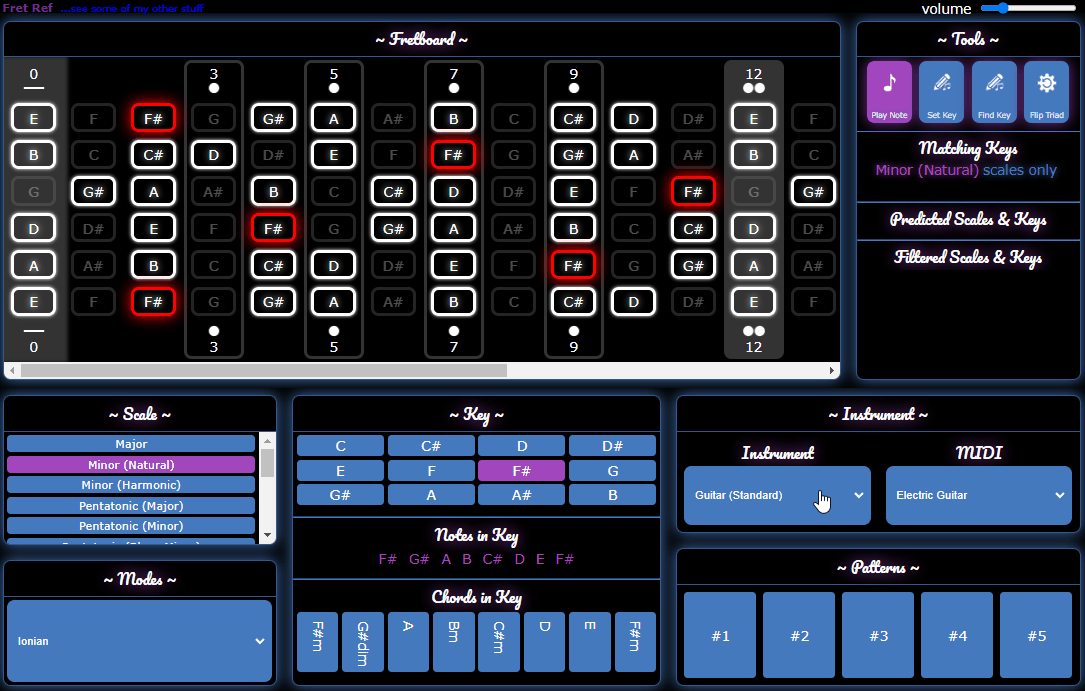 Fret Ref ...see some of my other stuff
volume
~ Fretboard ~
0 3 5 7 9 12
E F F# G G# A A# B C C# D D# E F
B C C# D D# E F F# G G# A A# B C
G G# A A# B C C# D D# E F F# G G#
D D# E F F# G G# A A# B C C# D D#
A A# B C C# D D# E F F# G G# A A#
E F F# G G# A A# B C C# D D# E F
0 3 5 7 9 12
~ Tools ~
Play Note Set Key Find Key Flip Triad
Matching Keys
Minor (Natural) scales only
Predicted Scales & Keys
Filtered Scales & Keys
~ Scale ~
Major
Minor (Natural)
Minor (Harmonic)
Pentatonic (Major)
Pentatonic (Minor)
~ Modes ~
Ionian
~ Key ~
C C# D D#
E F F# G
G# A A# B
Notes in Key
F# G# A B C# D E F#
Chords in Key
F#m G#dim A Bm C#m D E F#m
~ Instrument ~
Instrument MIDI
Guitar (Standard) Electric Guitar
~ Patterns ~
#1 #2 #3 #4 #5